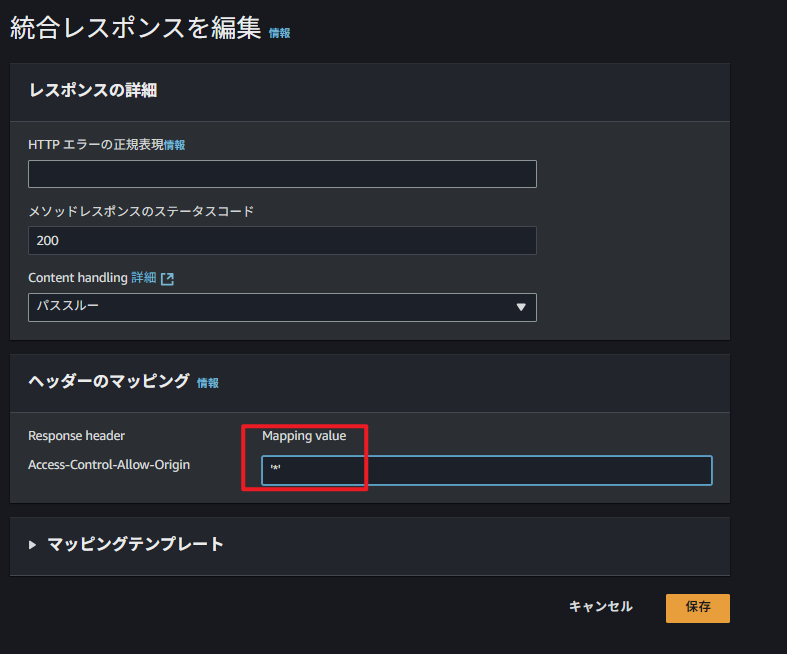 統合レスポンスを編集 情報
レスポンスの詳細
HTTP エラーの正規表現情報
メソッドレスポンスのステータスコード
200
Content handling 詳細
パススルー
ヘッダーのマッピング 情報
Response header Mapping value
Access-Control-Allow-Origin '*'
マッピングテンプレート
キャンセル 保存